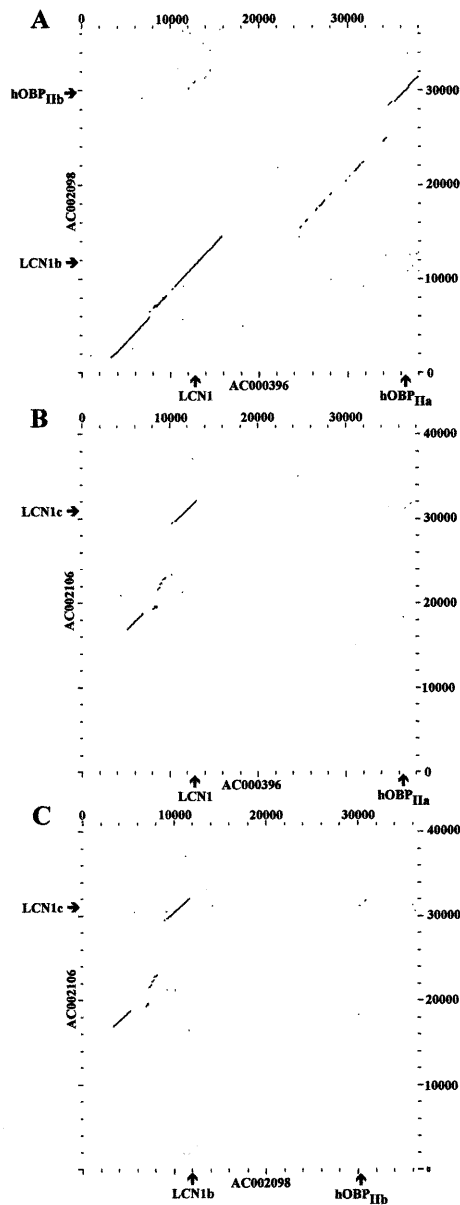 A
0 10000 20000 30000
hOBPIIb →
30000
AC002098
20000
LCN1b →
10000
0
↑ LCN1
AC000396
↑ hOBPIIa
B
0 10000 20000 30000
40000
LCN1c →
30000
AC002106
20000
10000
0
↑ LCN1
AC000396
↑ hOBPIIa
C
0 10000 20000 30000
40000
LCN1c →
30000
AC002106
20000
10000
0
↑ LCN1b
AC002098
↑ hOBPIIb